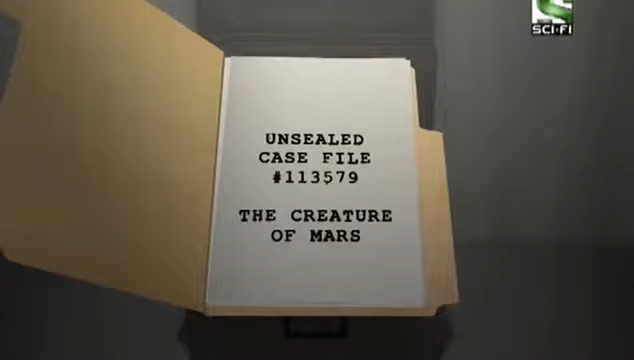 SCI-FI
UNSEALED
CASE FILE
#113579
THE CREATURE
OF MARS